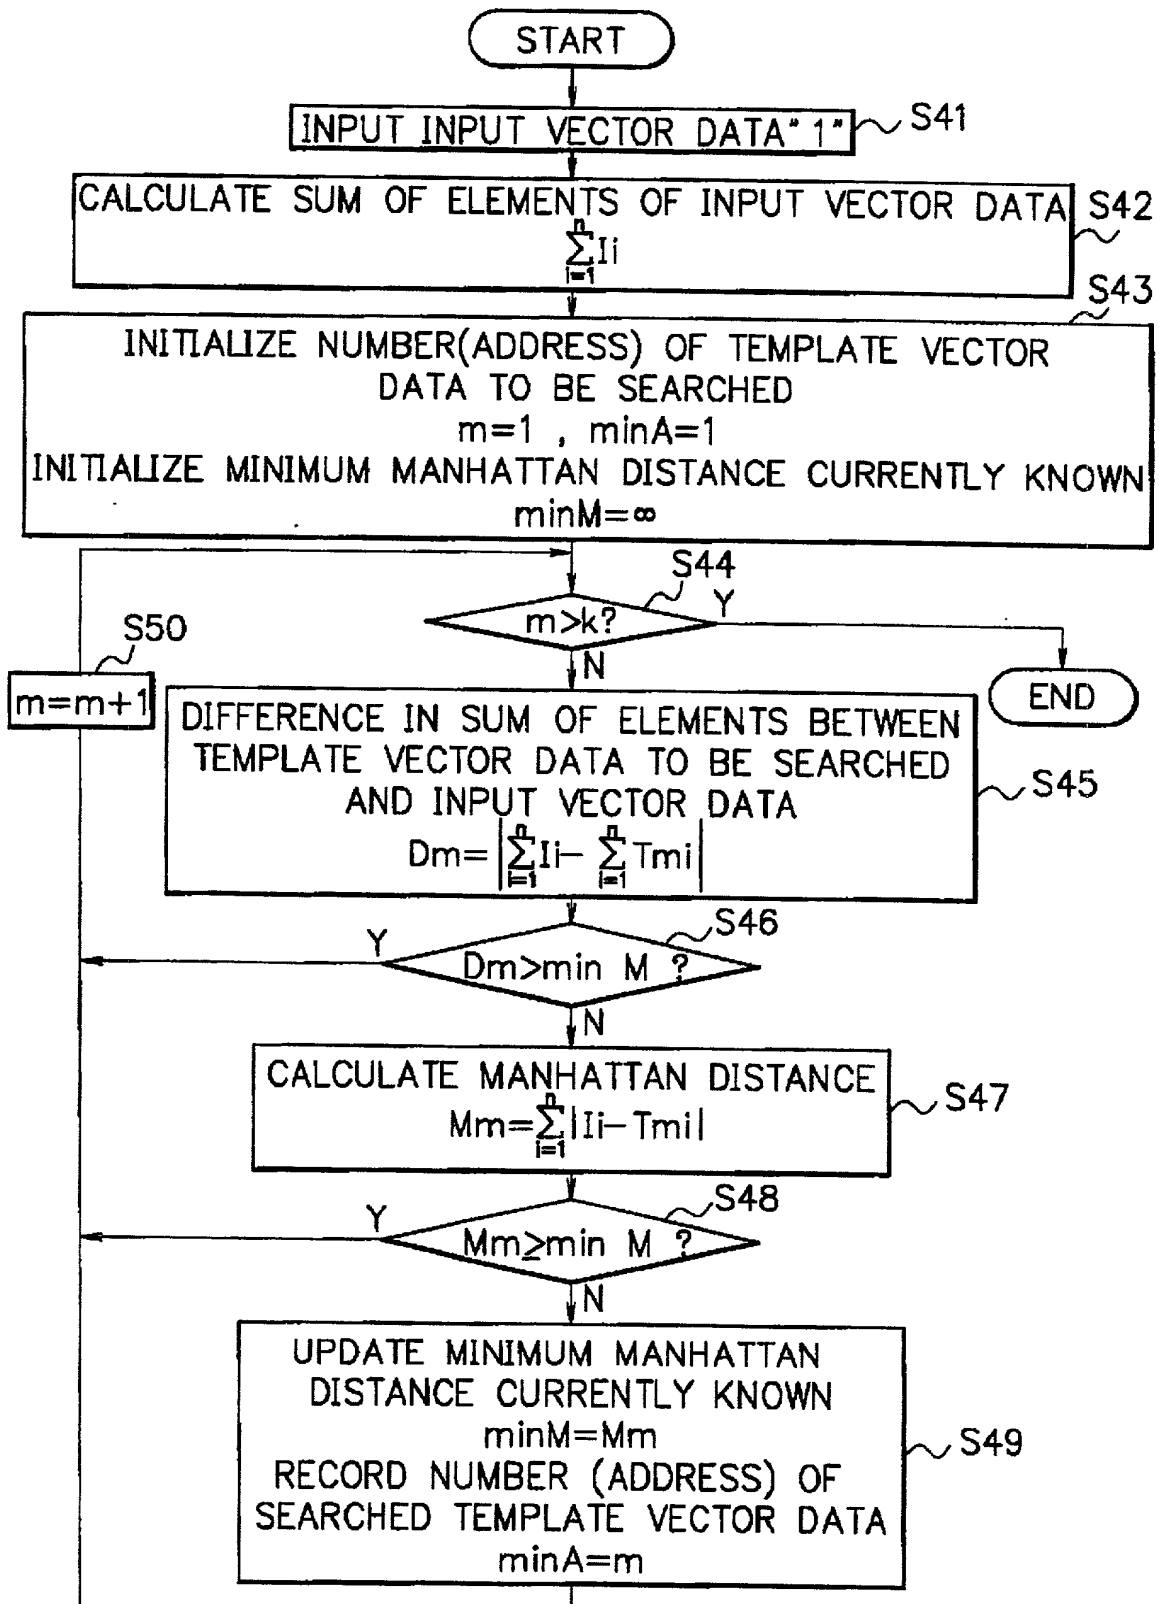 START
INPUT INPUT VECTOR DATA"1"
S41
CALCULATE SUM OF ELEMENTS OF INPUT VECTOR DATA
n
∑Ii
i=1
S42
S43
INITIALIZE NUMBER(ADDRESS) OF TEMPLATE VECTOR
DATA TO BE SEARCHED
m=1 , minA=1
INITIALIZE MINIMUM MANHATTAN DISTANCE CURRENTLY KNOWN
minM=∞
S44
m>k?
Y
N
END
S50
m=m+1
DIFFERENCE IN SUM OF ELEMENTS BETWEEN
TEMPLATE VECTOR DATA TO BE SEARCHED
AND INPUT VECTOR DATA
n n
Dm=|∑Ii− ∑Tmi|
i=1 i=1
S45
S46
Y
Dm>min M ?
N
CALCULATE MANHATTAN DISTANCE
n
Mm=∑|Ii−Tmi|
i=1
S47
S48
Y
Mm≥min M ?
N
UPDATE MINIMUM MANHATTAN
DISTANCE CURRENTLY KNOWN
minM=Mm
RECORD NUMBER (ADDRESS) OF
SEARCHED TEMPLATE VECTOR DATA
minA=m
S49